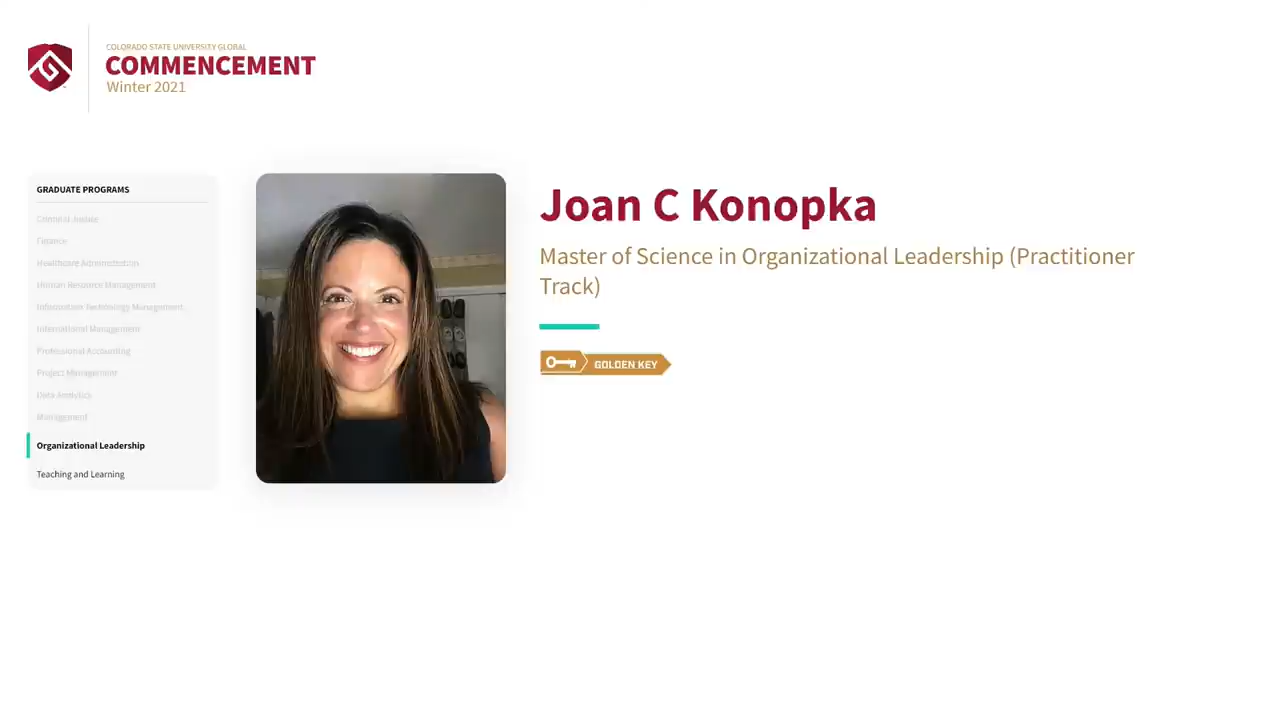 COLORADO STATE UNIVERSITY GLOBAL
COMMENCEMENT
Winter 2021
GRADUATE PROGRAMS
Criminal Justice
Finance
Healthcare Administration
Human Resource Management
Information Technology Management
International Management
Professional Accounting
Project Management
Data Analytics
Management
Organizational Leadership
Teaching and Learning
Joan C Konopka
Master of Science in Organizational Leadership (Practitioner
Track)
GOLDEN KEY